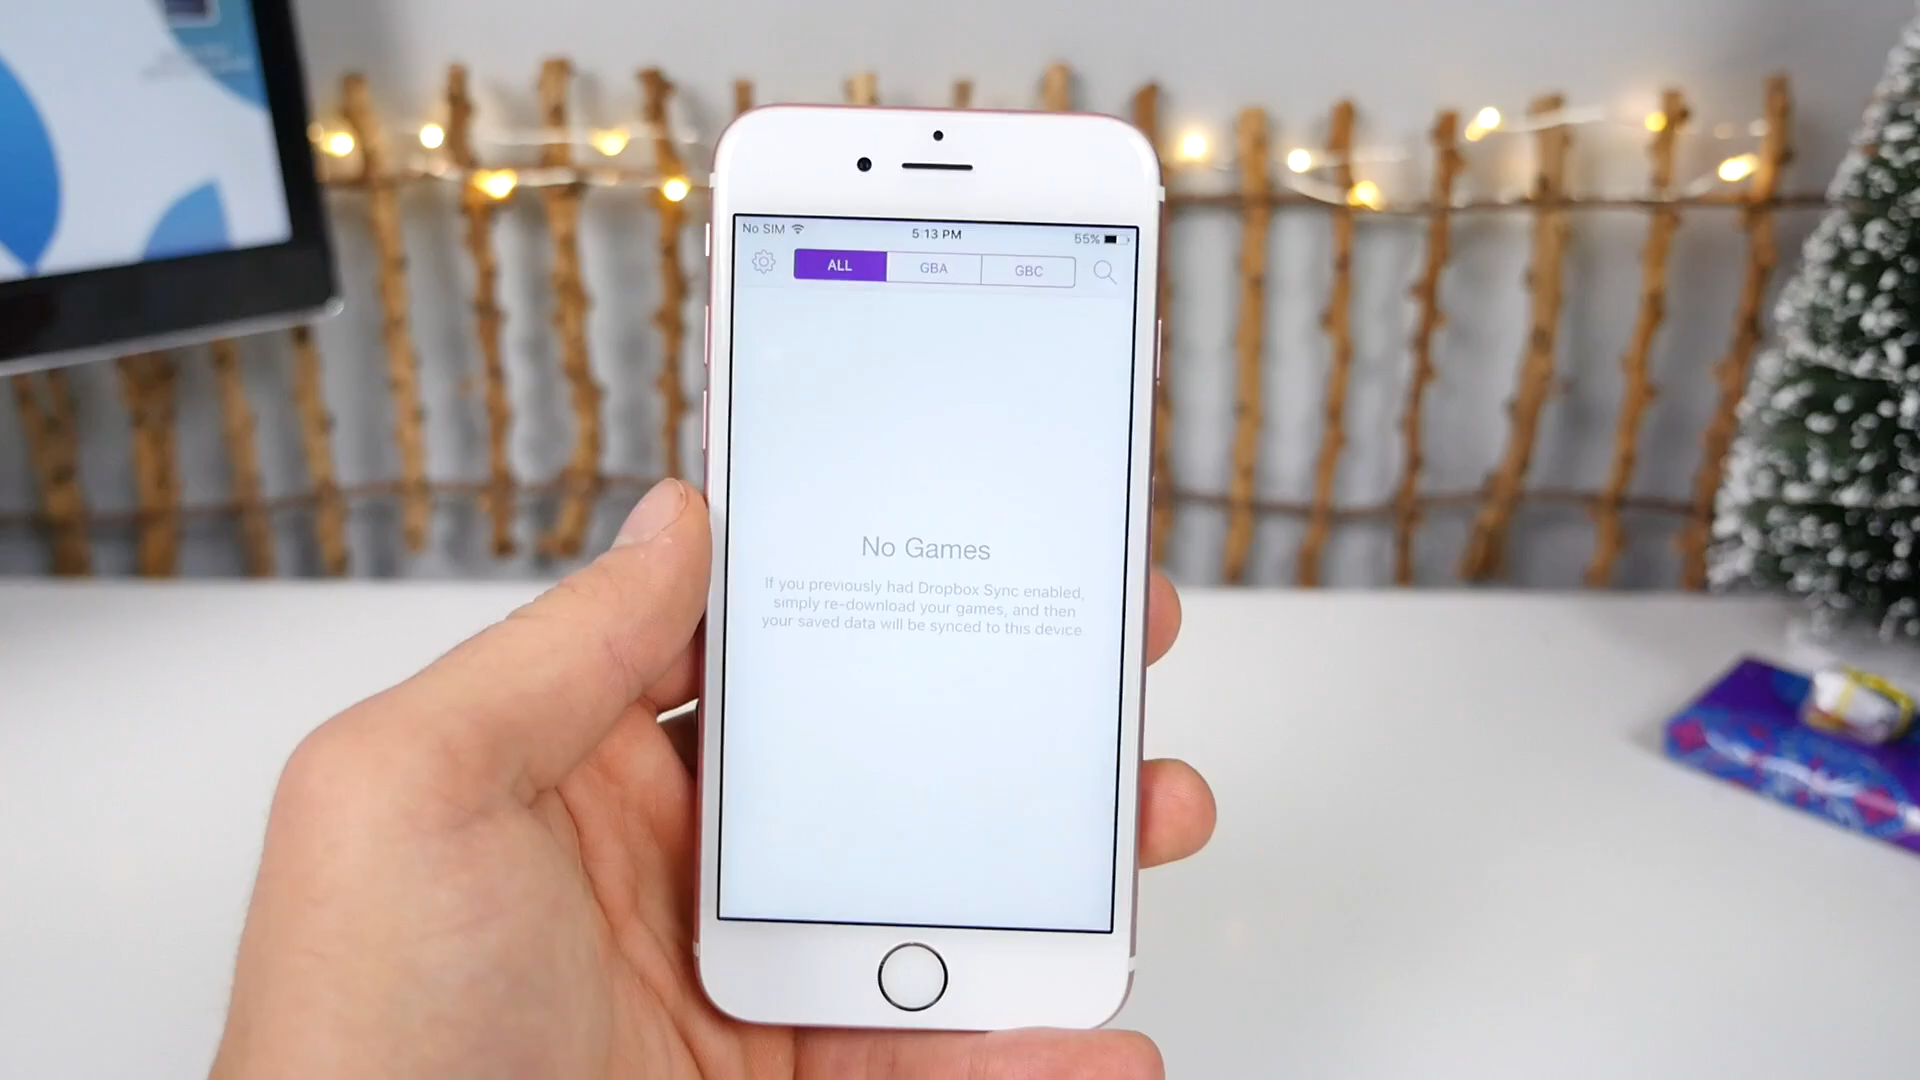 No SIM 5:13 PM 55%
ALL GBA GBC
No Games
If you previously had Dropbox Sync enabled,
simply re-download your games, and then
your saved data will be synced to this device